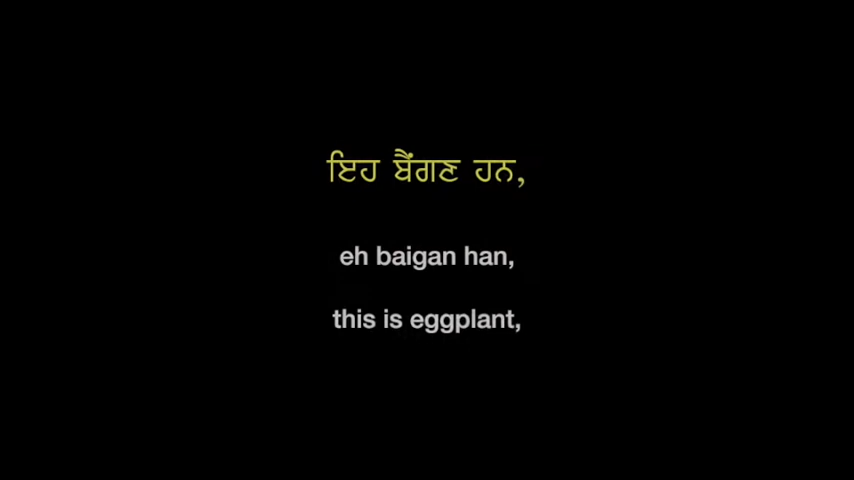 ਇਹ ਬੈਂਗਣ ਹਨ,
eh baigan han,
this is eggplant,